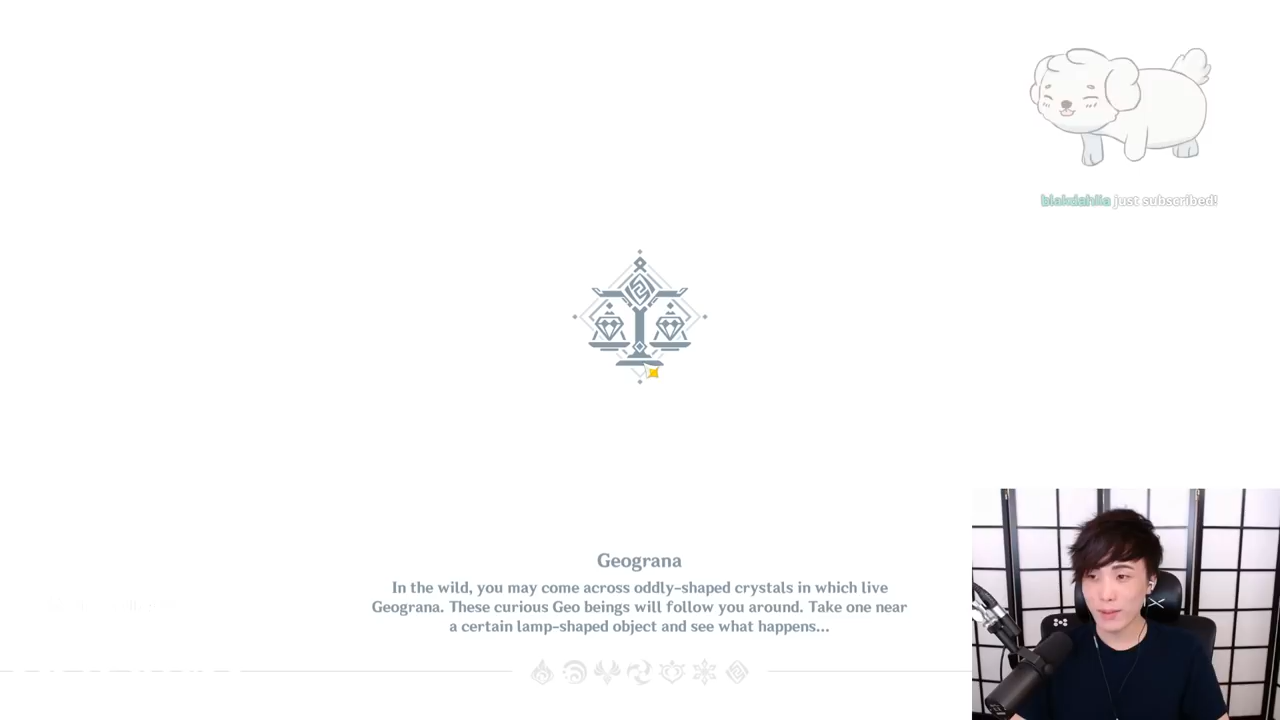 blakdahlia just subscribed!
Geograna
In the wild, you may come across oddly-shaped crystals in which live
Geograna. These curious Geo beings will follow you around. Take one near
a certain lamp-shaped object and see what happens...